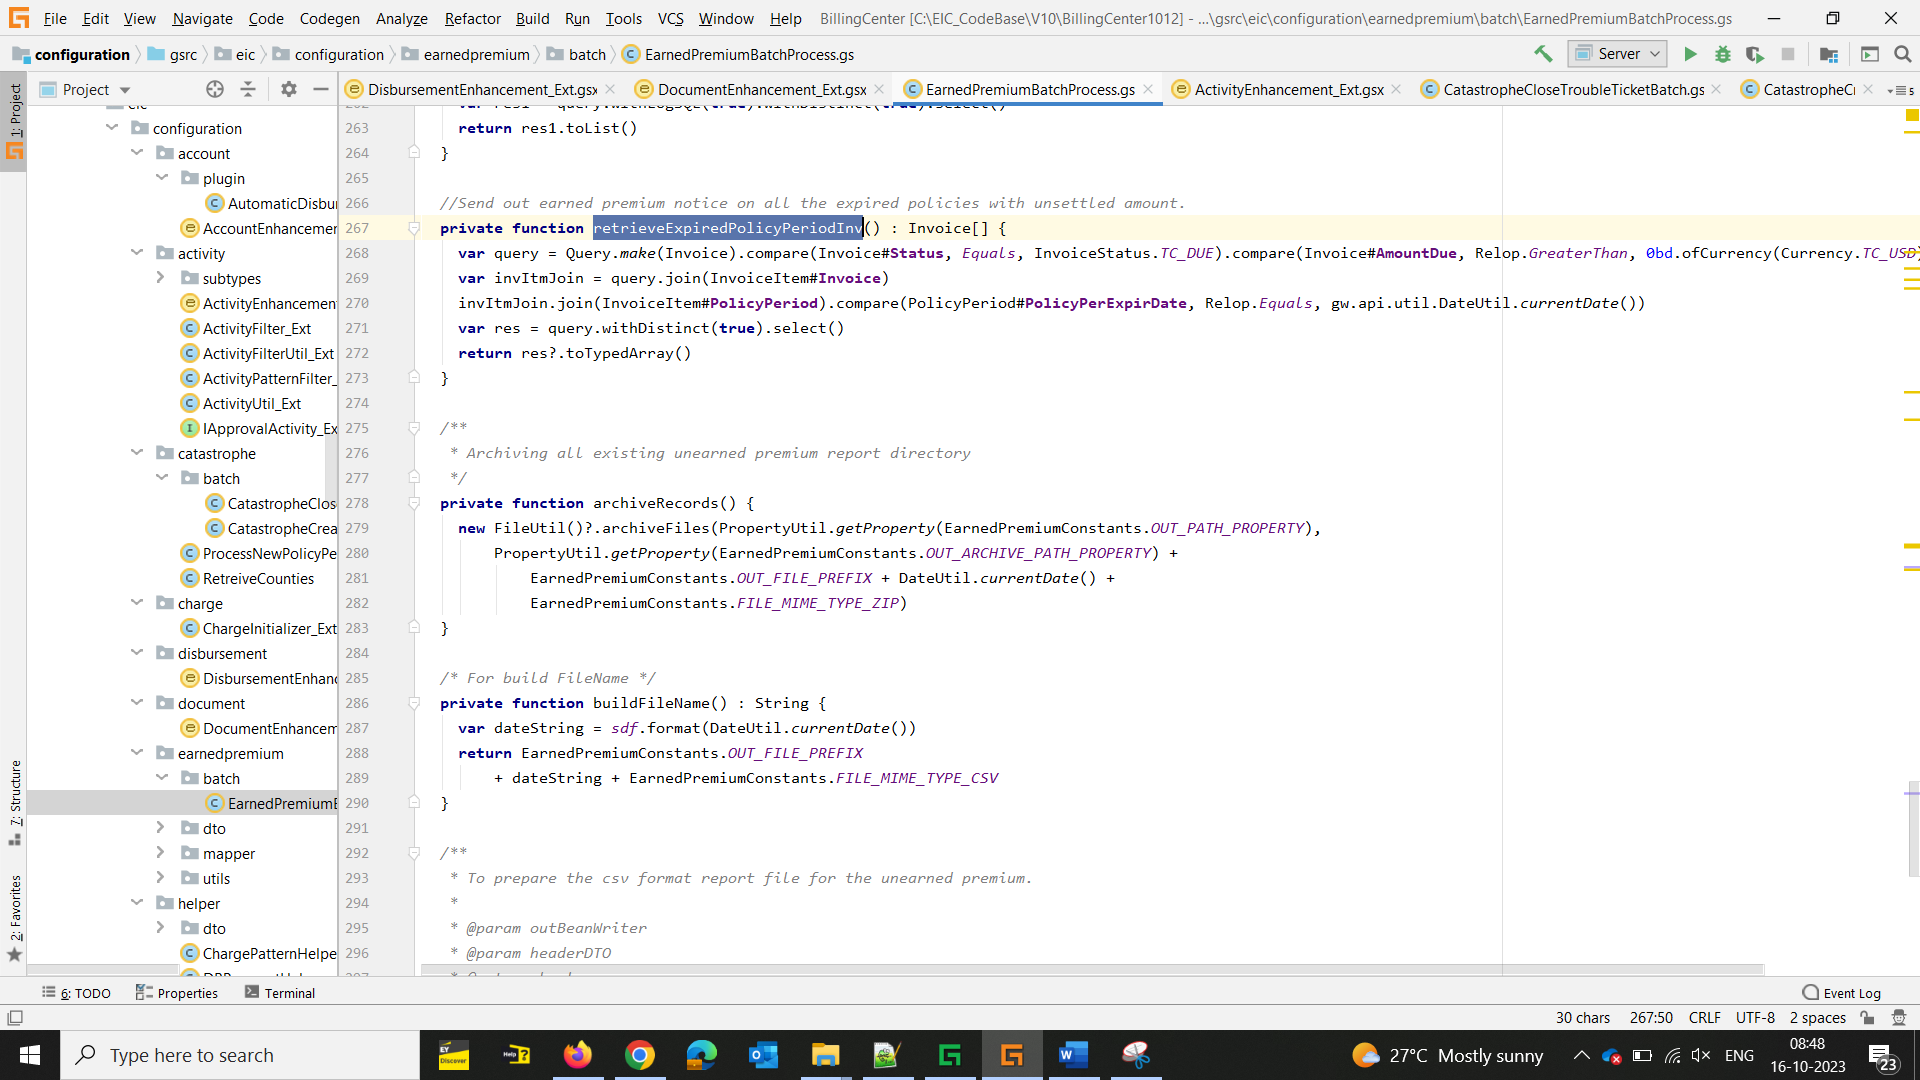 File Edit View Navigate Code Codegen Analyze Refactor Build Run Tools VCS Window Help BillingCenter [C:\EIC_CodeBase\V10\BillingCenter1012] - ...\gsrc\eic\configuration\earnedpremium\batch\EarnedPremiumBatchProcess.gs
configuration gsrc eic configuration earnedpremium batch EarnedPremiumBatchProcess.gs Server
Project DisbursementEnhancement_Ext.gsx DocumentEnhancement_Ext.gsx EarnedPremiumBatchProcess.gs ActivityEnhancement_Ext.gsx CatastropheCloseTroubleTicketBatch.gs CatastropheCr 5
1: Project
7: Structure
2: Favorites
configuration
account
plugin
AutomaticDisbur
AccountEnhancemen
activity
subtypes
ActivityEnhancement
ActivityFilter_Ext
ActivityFilterUtil_Ext
ActivityPatternFilter_
ActivityUtil_Ext
IApprovalActivity_Ex
catastrophe
batch
CatastropheClos
CatastropheCrea
ProcessNewPolicyPe
RetreiveCounties
charge
ChargeInitializer_Ext
disbursement
DisbursementEnhanc
document
DocumentEnhancem
earnedpremium
batch
EarnedPremiumB
dto
mapper
utils
helper
dto
ChargePatternHelpe
263 return res1.toList()
264 }
265
266 //Send out earned premium notice on all the expired policies with unsettled amount.
267 private function retrieveExpiredPolicyPeriodInv() : Invoice[] {
268 var query = Query.make(Invoice).compare(Invoice#Status, Equals, InvoiceStatus.TC_DUE).compare(Invoice#AmountDue, Relop.GreaterThan, 0bd.ofCurrency(Currency.TC_USD)
269 var invItmJoin = query.join(InvoiceItem#Invoice)
270 invItmJoin.join(InvoiceItem#PolicyPeriod).compare(PolicyPeriod#PolicyPerExpirDate, Relop.Equals, gw.api.util.DateUtil.currentDate())
271 var res = query.withDistinct(true).select()
272 return res?.toTypedArray()
273 }
274
275 /**
276 * Archiving all existing unearned premium report directory
277 */
278 private function archiveRecords() {
279 new FileUtil()?.archiveFiles(PropertyUtil.getProperty(EarnedPremiumConstants.OUT_PATH_PROPERTY),
280 PropertyUtil.getProperty(EarnedPremiumConstants.OUT_ARCHIVE_PATH_PROPERTY) +
281 EarnedPremiumConstants.OUT_FILE_PREFIX + DateUtil.currentDate() +
282 EarnedPremiumConstants.FILE_MIME_TYPE_ZIP)
283 }
284
285 /* For build FileName */
286 private function buildFileName() : String {
287 var dateString = sdf.format(DateUtil.currentDate())
288 return EarnedPremiumConstants.OUT_FILE_PREFIX
289 + dateString + EarnedPremiumConstants.FILE_MIME_TYPE_CSV
290 }
291
292 /**
293 * To prepare the csv format report file for the unearned premium.
294 *
295 * @param outBeanWriter
296 * @param headerDTO
6: TODO Properties Terminal Event Log
30 chars 267:50 CRLF UTF-8 2 spaces
Type here to search EY Discover Help ? 27°C Mostly sunny ENG 08:48 16-10-2023 23